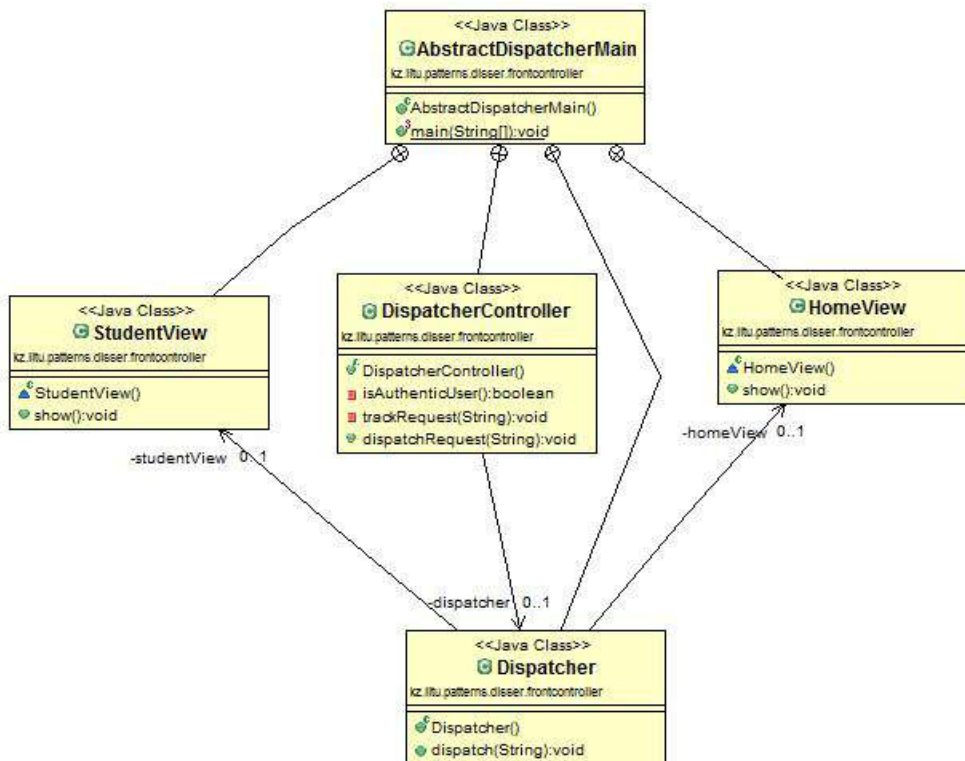 <<Java Class>>
AbstractDispatcherMain
kz.iitu.patterns.disser.frontcontroller
AbstractDispatcherMain()
main(String[]):void
<<Java Class>>
StudentView
kz.iitu.patterns.disser.frontcontroller
StudentView()
show():void
<<Java Class>>
DispatcherController
kz.iitu.patterns.disser.frontcontroller
DispatcherController()
isAuthenticUser():boolean
trackRequest(String):void
dispatchRequest(String):void
<<Java Class>>
HomeView
kz.iitu.patterns.disser.frontcontroller
HomeView()
show():void
-studentView 0..1
-homeView 0..1
-dispatcher 0..1
<<Java Class>>
Dispatcher
kz.iitu.patterns.disser.frontcontroller
Dispatcher()
dispatch(String):void